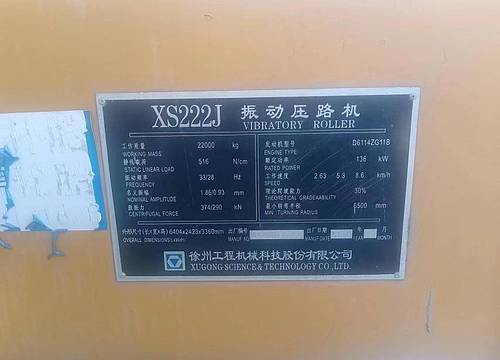 XS222J 振动压路机
VIBRATORY ROLLER
工作质量 22000 kg
WORKING MASS
静线载荷 516 N/cm
STATIC LINEAR LOAD
振动频率 33/28 Hz
FREQUENCY
名义振幅 1.86/0.93 mm
NOMINAL AMPLITUDE
激振力 374/290 kN
CENTRIFUGAL FORCE
发动机型号 D6114ZG11B
ENGINE TYPE
额定功率 136 kW
RATED POWER
工作速度 2.63 5.3 8.6 km/h
SPEED
理论爬坡能力 30%
THEORETICAL GRADEABILITY
最小转弯半径 6500 mm
MIN. TURNING RADIUS
外形尺寸(长×宽×高) 6404x2423x3360mm 出厂编号 出厂日期 年 月
OVERALL DIMENSIONS(LxWxH) MANUF NO MANUF YEAR MONTH
徐州工程机械科技股份有限公司
XUGONG SCIENCE & TECHNOLOGY CO.,LTD.